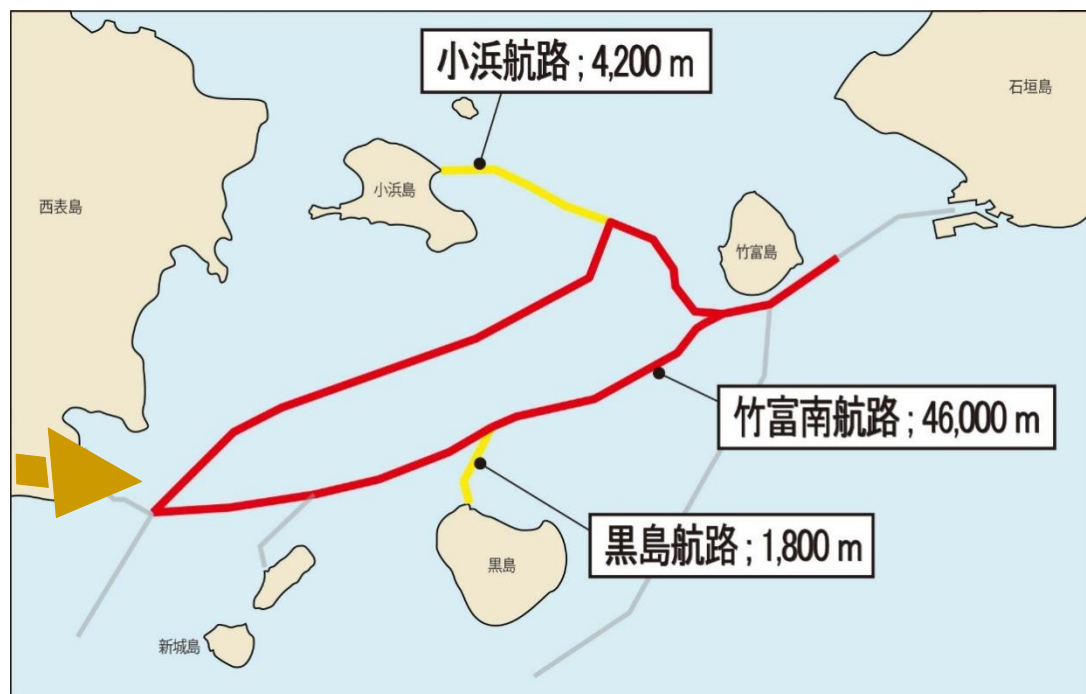 小浜航路 ; 4,200 m
石垣島
小浜島
西表島
竹富島
竹富南航路 ; 46,000 m
黒島航路 ; 1,800 m
黒島
新城島